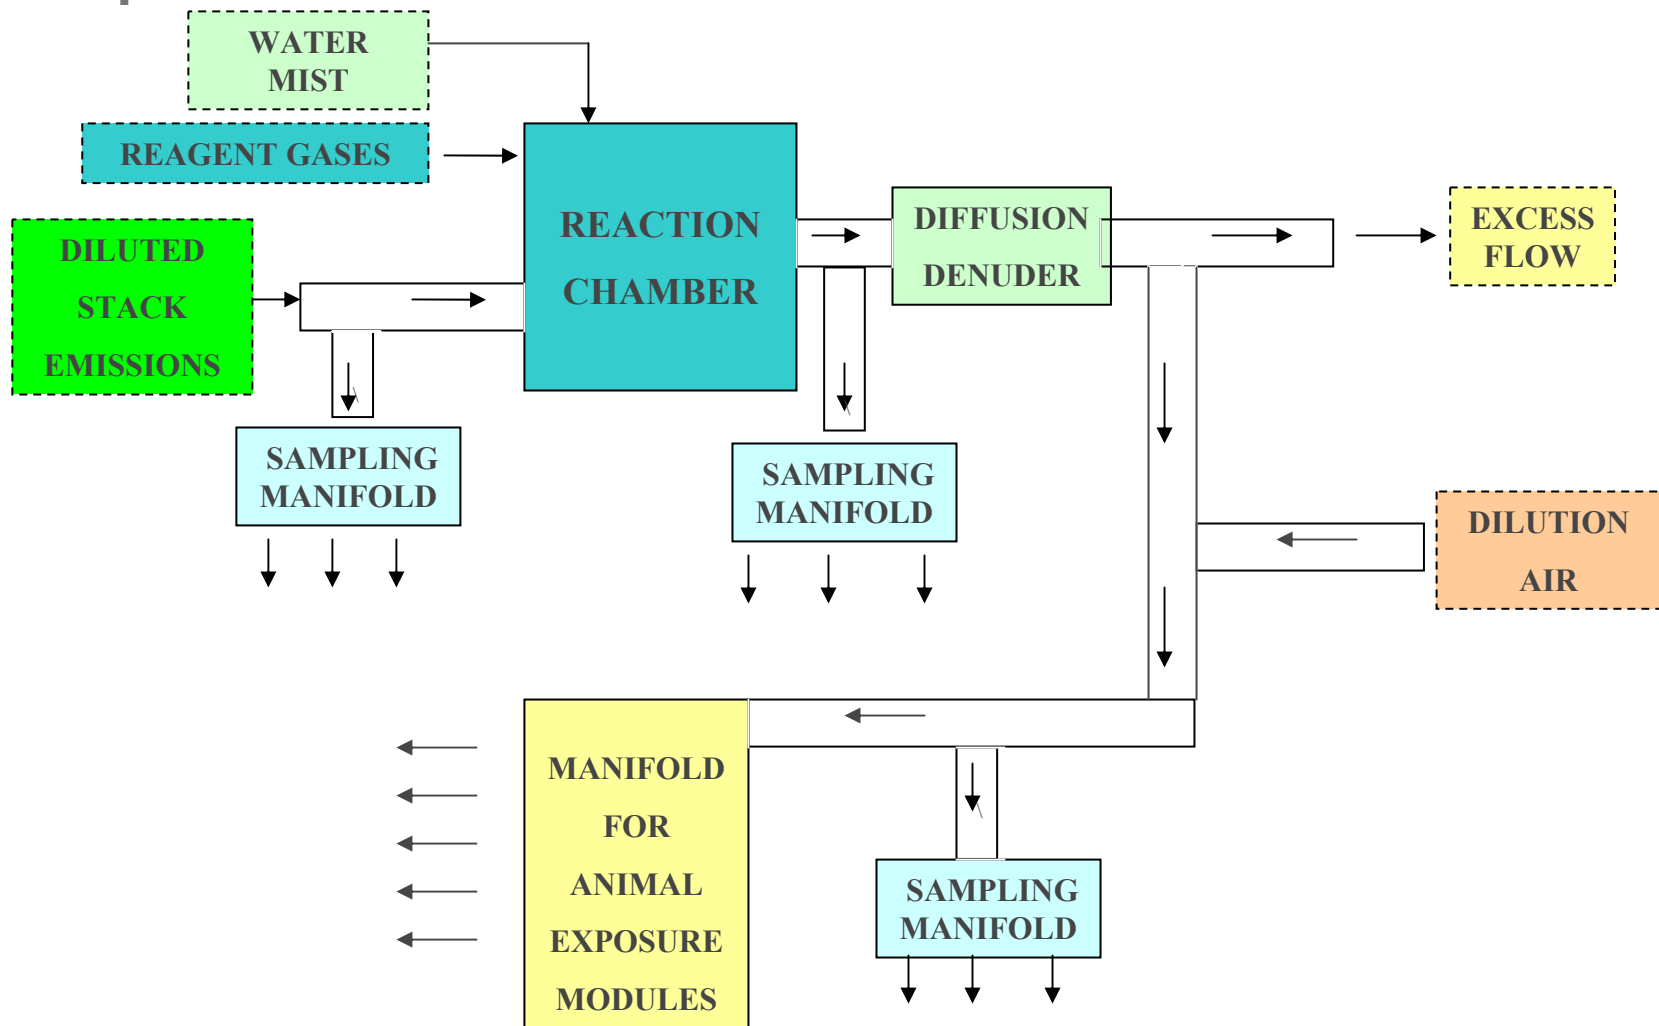 WATER
MIST
REAGENT GASES
DILUTED
STACK
EMISSIONS
REACTION
CHAMBER
DIFFUSION
DENUDER
EXCESS
FLOW
SAMPLING
MANIFOLD
SAMPLING
MANIFOLD
DILUTION
AIR
MANIFOLD
FOR
ANIMAL
EXPOSURE
MODULES
SAMPLING
MANIFOLD